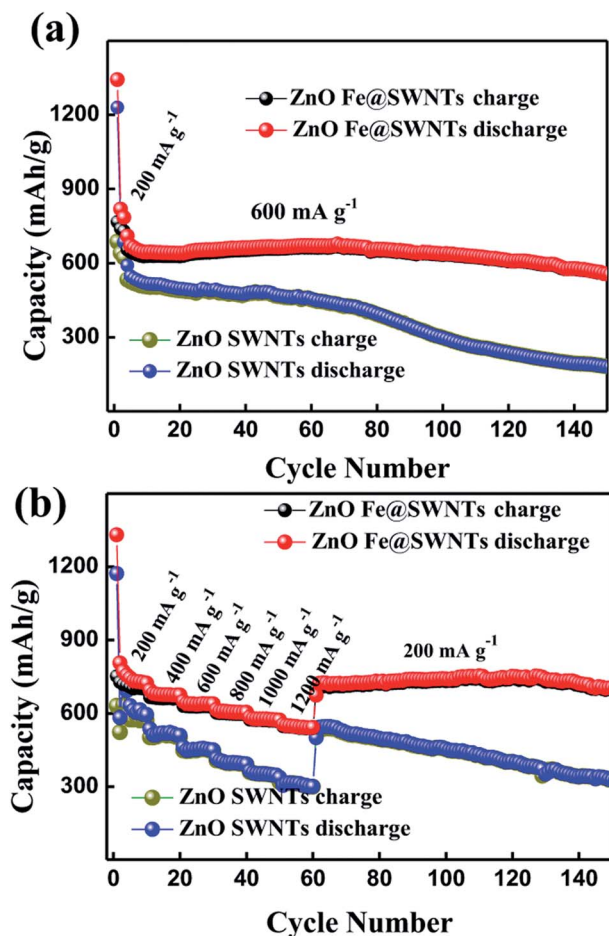 (a)
1200
900
600
300
Capacity (mAh/g)
ZnO Fe@SWNTs charge
ZnO Fe@SWNTs discharge
200 mA g⁻¹
600 mA g⁻¹
ZnO SWNTs charge
ZnO SWNTs discharge
0 20 40 60 80 100 120 140
Cycle Number
(b)
1200
900
600
300
Capacity (mAh/g)
ZnO Fe@SWNTs charge
ZnO Fe@SWNTs discharge
200 mA g⁻¹
400 mA g⁻¹
600 mA g⁻¹
800 mA g⁻¹
1000 mA g⁻¹
1200 mA g⁻¹
200 mA g⁻¹
ZnO SWNTs charge
ZnO SWNTs discharge
0 20 40 60 80 100 120 140
Cycle Number